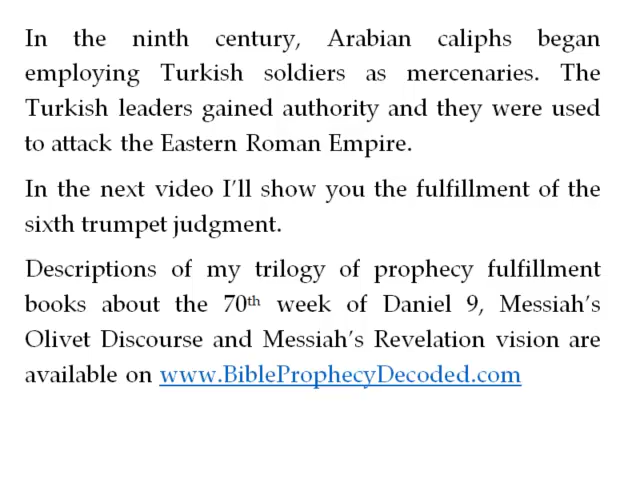 In the ninth century, Arabian caliphs began
employing Turkish soldiers as mercenaries. The
Turkish leaders gained authority and they were used
to attack the Eastern Roman Empire.
In the next video I’ll show you the fulfillment of the
sixth trumpet judgment.
Descriptions of my trilogy of prophecy fulfillment
books about the 70th week of Daniel 9, Messiah’s
Olivet Discourse and Messiah’s Revelation vision are
available on www.BibleProphecyDecoded.com